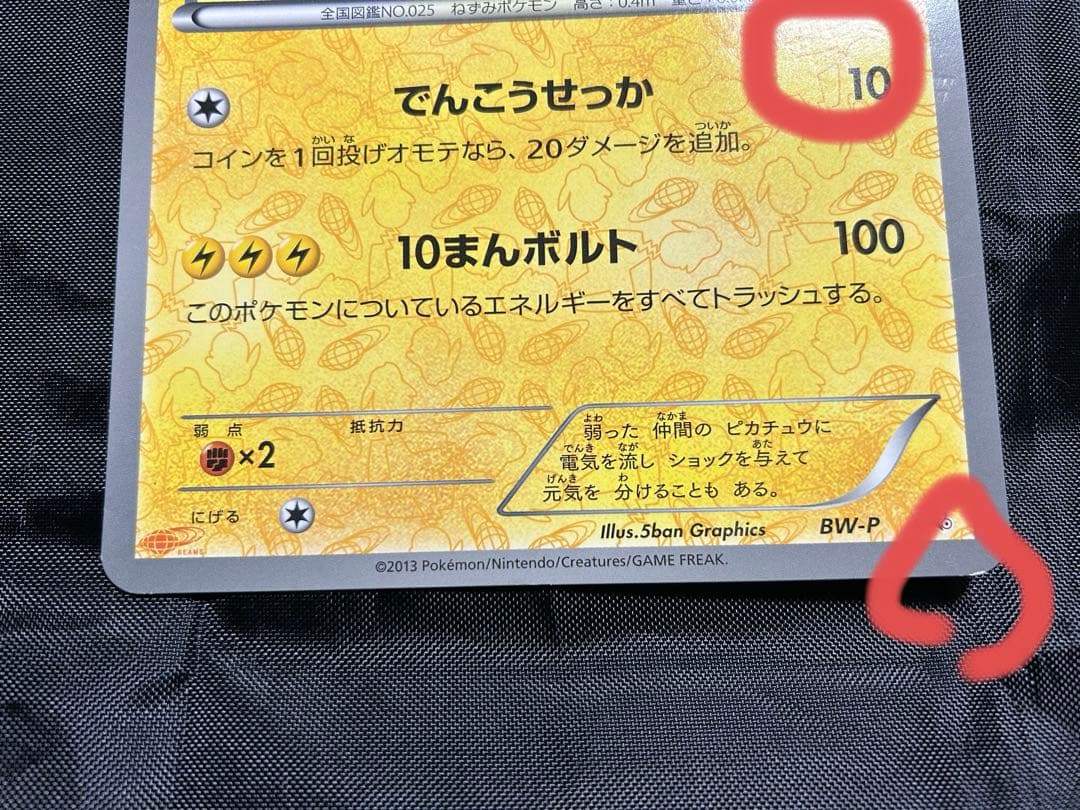 全国図鑑NO.025 ねずみポケモン 高さ:0.4m
でんこうせっか 10
コインを1回投げオモテなら、20ダメージを追加。
10まんボルト 100
このポケモンについているエネルギーをすべてトラッシュする。
弱点 抵抗力
×2
にげる
弱った 仲間の ピカチュウに
電気を流し ショックを与えて
元気を 分けることも ある。
Illus.5ban Graphics BW-P
BEAMS
©2013 Pokémon/Nintendo/Creatures/GAME FREAK.